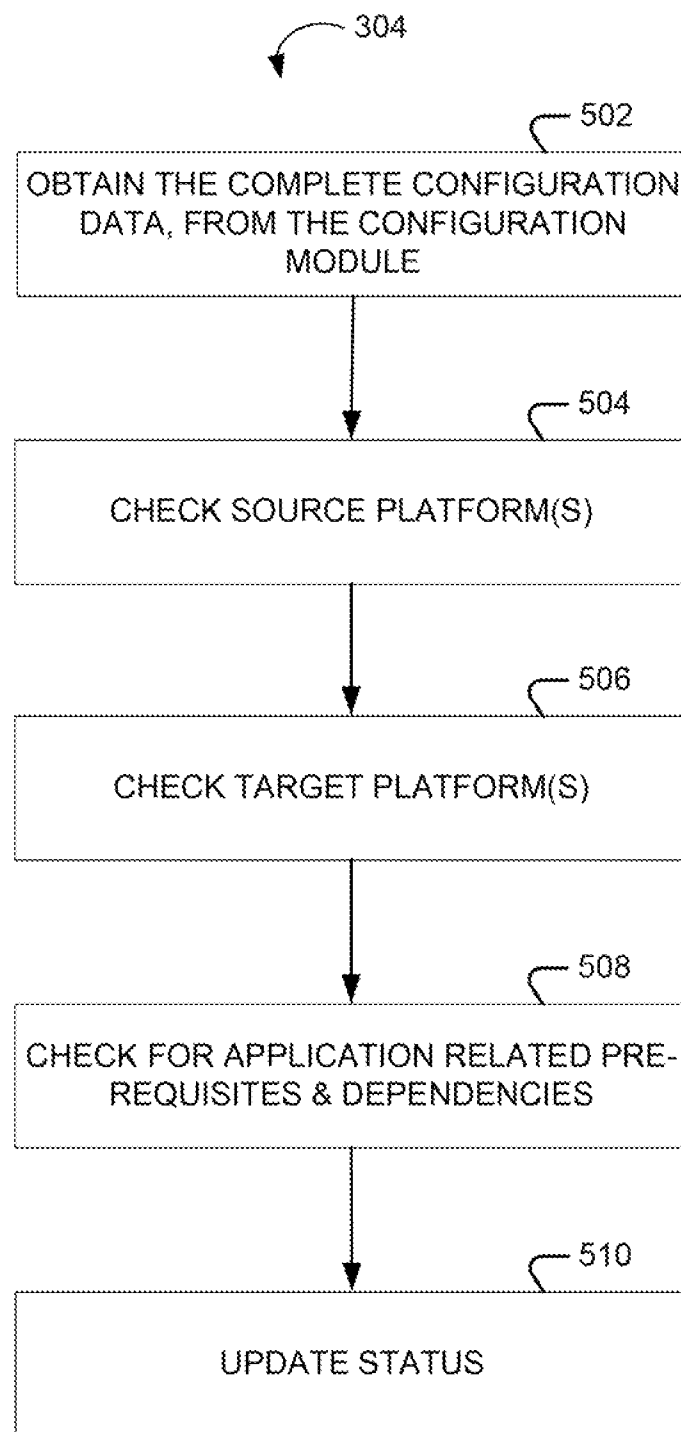 304
502
OBTAIN THE COMPLETE CONFIGURATION
DATA, FROM THE CONFIGURATION
MODULE
504
CHECK SOURCE PLATFORM(S)
506
CHECK TARGET PLATFORM(S)
508
CHECK FOR APPLICATION RELATED PRE-
REQUISITES & DEPENDENCIES
510
UPDATE STATUS